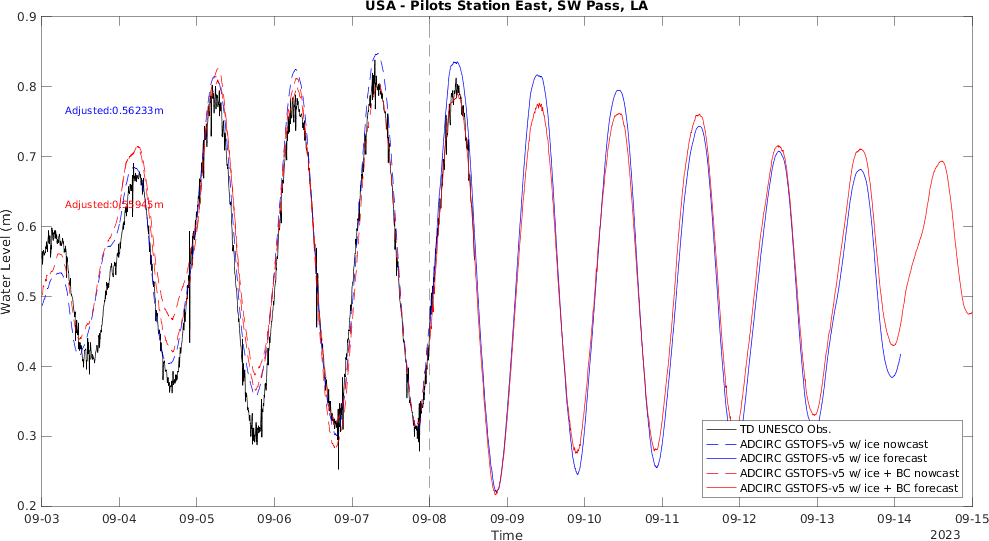 USA - Pilots Station East, SW Pass, LA
0.9
0.8
0.7
0.6
0.5
0.4
0.3
0.2
Water Level (m)
Adjusted:0.56233m
Adjusted:0.55945m
TD UNESCO Obs.
ADCIRC GSTOFS-v5 w/ ice nowcast
ADCIRC GSTOFS-v5 w/ ice forecast
ADCIRC GSTOFS-v5 w/ ice + BC nowcast
ADCIRC GSTOFS-v5 w/ ice + BC forecast
09-03 09-04 09-05 09-06 09-07 09-08 09-09 09-10 09-11 09-12 09-13 09-14 09-15
Time
2023